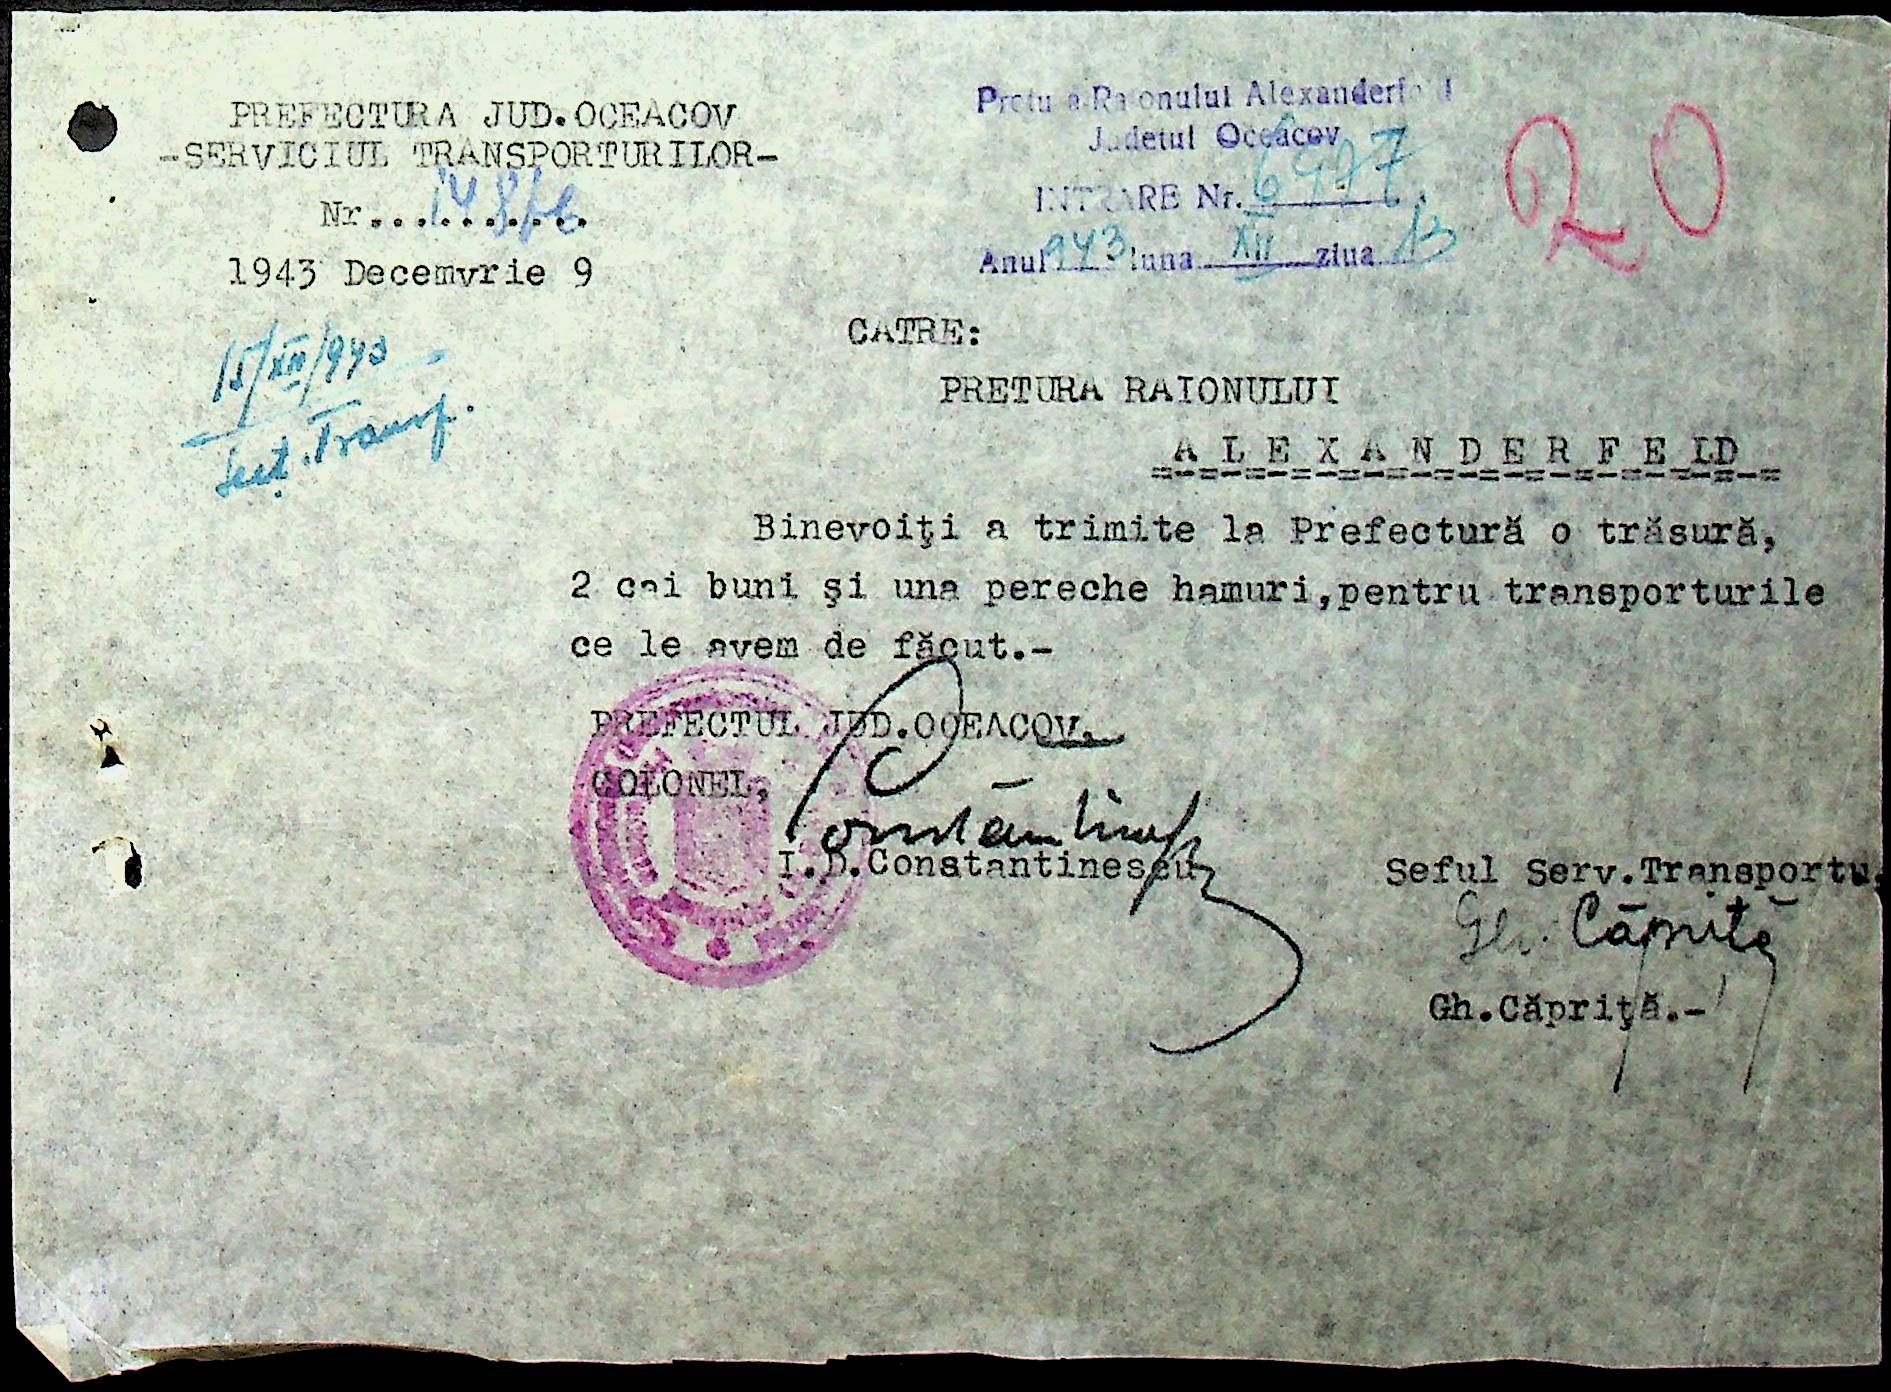 PREFECTURA JUD.OCEACOV
-SERVICIUL TRANSPORTURILOR-
Nr..........
1943 Decemvrie 9
Pretura Raionului Alexanderfeld
Judetul Oceacov
INTRARE Nr. 6977
Anul 943 luna XII ziua 13
20
15/XII/943
Transp.
CATRE:
PRETURA RAIONULUI
A L E X A N D E R F E LD
=-=-=-=-=-=-=-=-=-=-=-=-=-=
Binevoiţi a trimite la Prefectură o trăsură,
2 cai buni şi una pereche hamuri,pentru transporturile
ce le avem de făcut.-
PREFECTUL JUD.OCEACOV.
COLONEL,
I.D.Constantinescu
Seful Serv.Transportu.
Gh. Căpriţă
Gh.Căpriţă.-